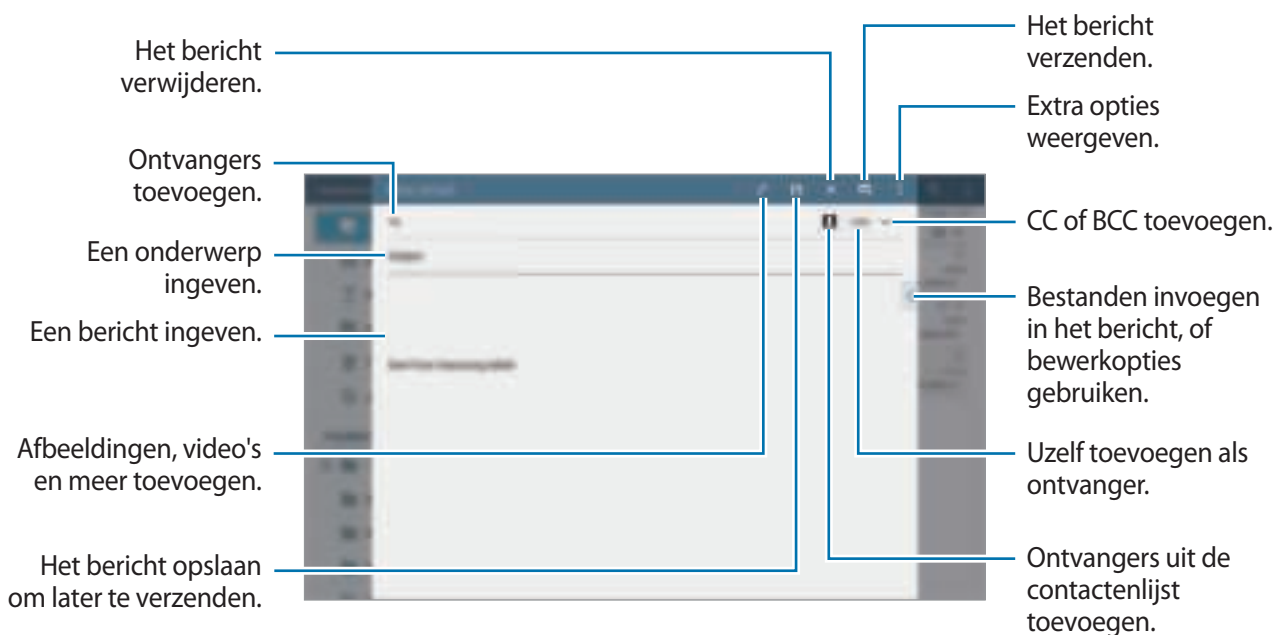 Het bericht
verwijderen.
Ontvangers
toevoegen.
Een onderwerp
ingeven.
Een bericht ingeven.
Afbeeldingen, video's
en meer toevoegen.
Het bericht opslaan
om later te verzenden.
Het bericht
verzenden.
Extra opties
weergeven.
CC of BCC toevoegen.
Bestanden invoegen
in het bericht, of
bewerkopties
gebruiken.
Uzelf toevoegen als
ontvanger.
Ontvangers uit de
contactenlijst
toevoegen.